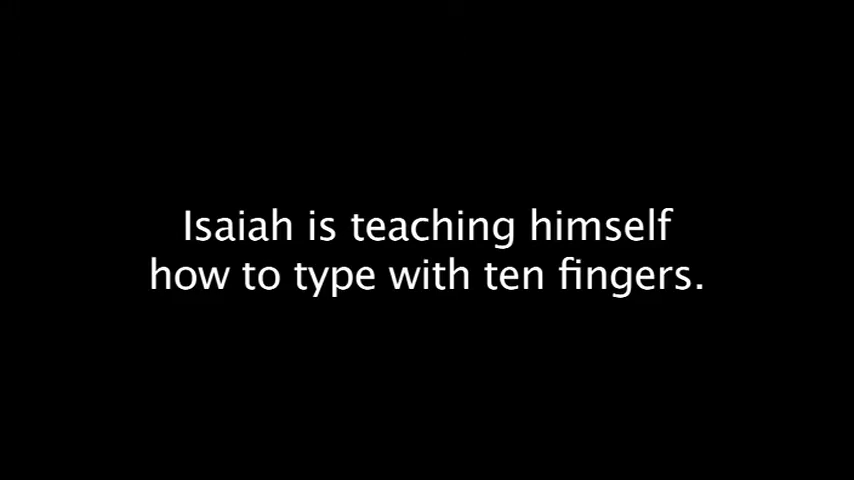 Isaiah is teaching himself
how to type with ten fingers.